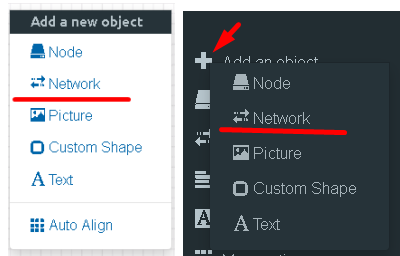 Add a new object
Node
Network
Picture
Custom Shape
Text
Auto Align
Add an object
Node
Network
Picture
Custom Shape
Text